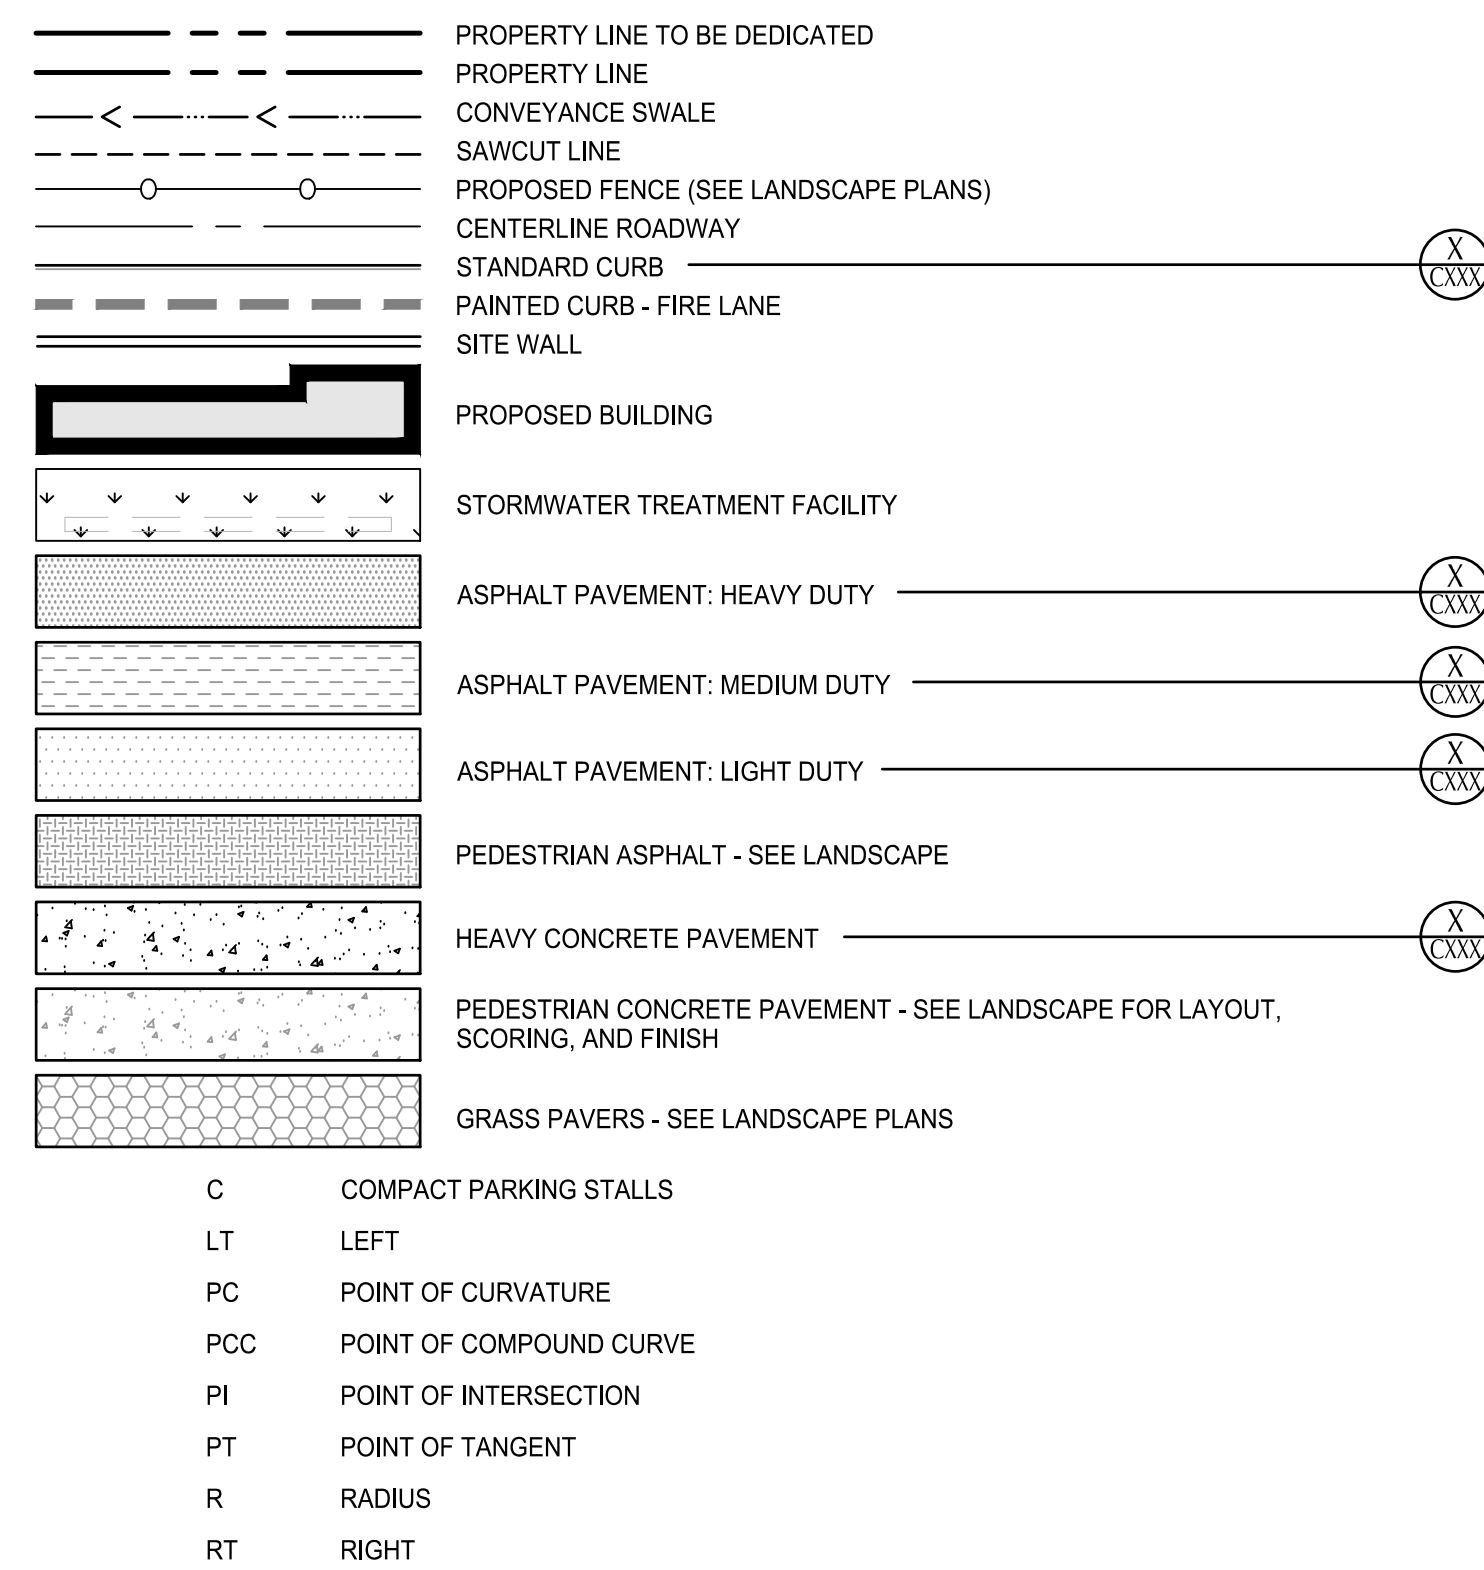 PROPERTY LINE TO BE DEDICATED
PROPERTY LINE
CONVEYANCE SWALE
SAWCUT LINE
PROPOSED FENCE (SEE LANDSCAPE PLANS)
CENTERLINE ROADWAY
STANDARD CURB
X
CXXX
PAINTED CURB - FIRE LANE
SITE WALL
PROPOSED BUILDING
STORMWATER TREATMENT FACILITY
ASPHALT PAVEMENT: HEAVY DUTY
X
CXXX
ASPHALT PAVEMENT: MEDIUM DUTY
X
CXXX
ASPHALT PAVEMENT: LIGHT DUTY
X
CXXX
PEDESTRIAN ASPHALT - SEE LANDSCAPE
HEAVY CONCRETE PAVEMENT
X
CXXX
PEDESTRIAN CONCRETE PAVEMENT - SEE LANDSCAPE FOR LAYOUT,
SCORING, AND FINISH
GRASS PAVERS - SEE LANDSCAPE PLANS
C COMPACT PARKING STALLS
LT LEFT
PC POINT OF CURVATURE
PCC POINT OF COMPOUND CURVE
PI POINT OF INTERSECTION
PT POINT OF TANGENT
R RADIUS
RT RIGHT